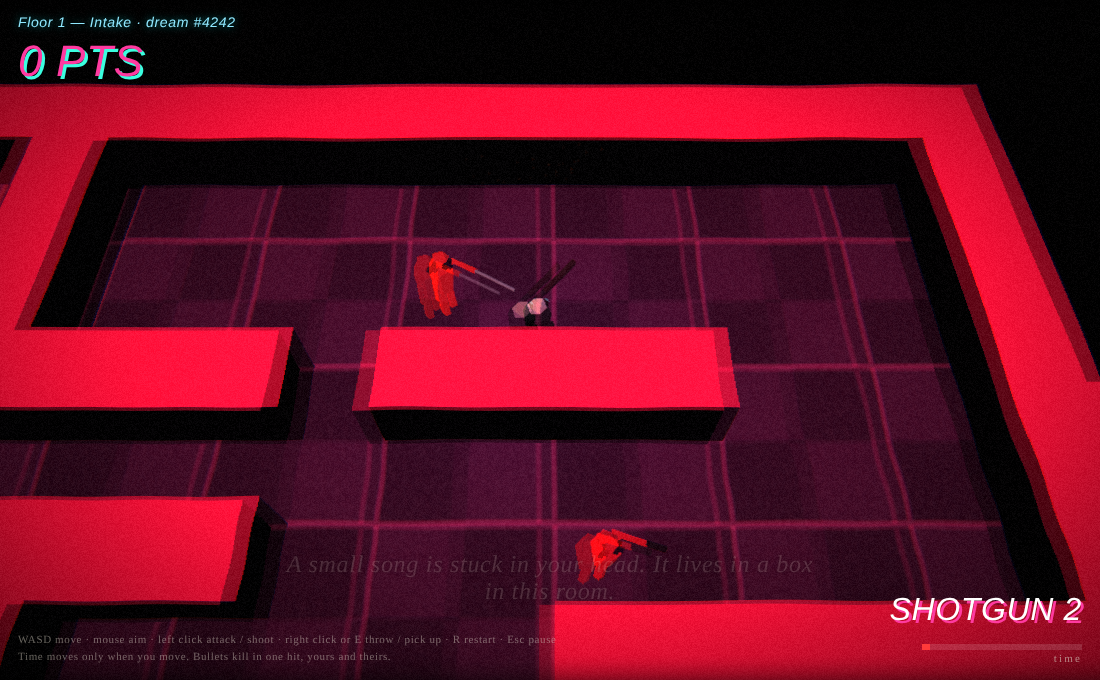 Floor 1 — Intake · dream #4242
0 PTS
A small song is stuck in your head. It lives in a box
in this room.
SHOTGUN 2
WASD move · mouse aim · left click attack / shoot · right click or E throw / pick up · R restart · Esc pause
Time moves only when you move. Bullets kill in one hit, yours and theirs.
time